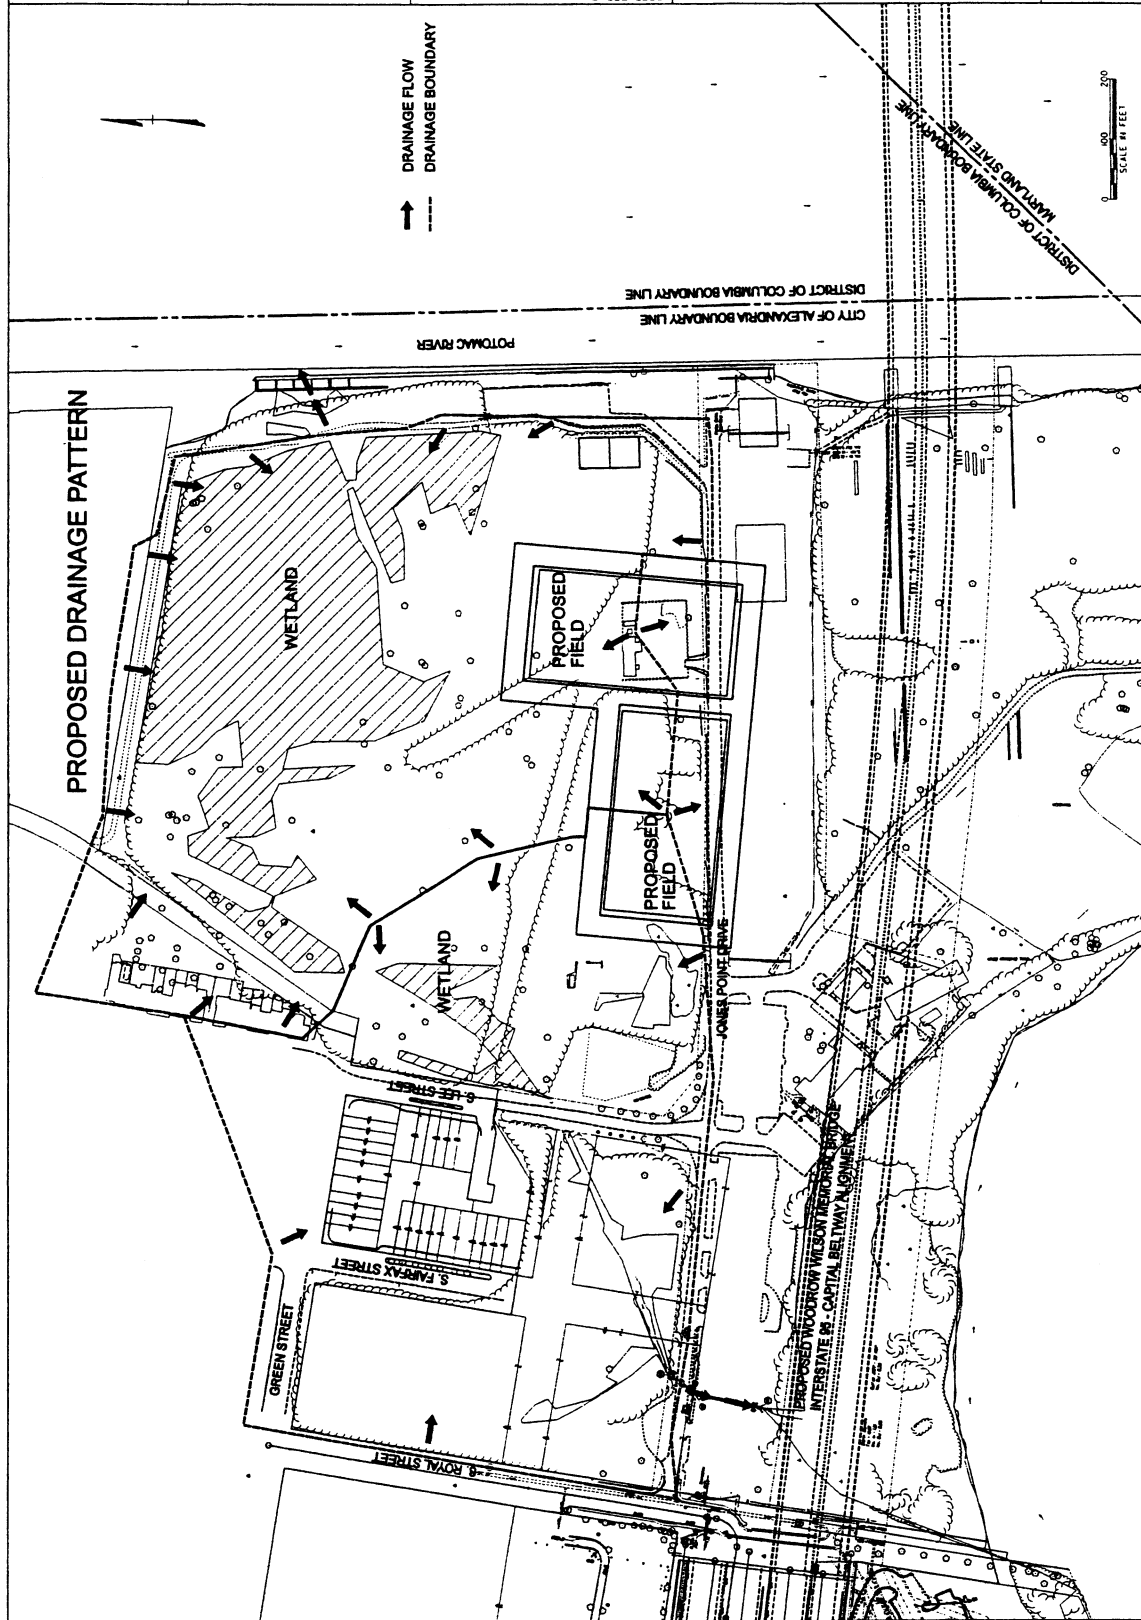 PROPOSED DRAINAGE PATTERN
DRAINAGE FLOW
DRAINAGE BOUNDARY
POTOMAC RIVER
DISTRICT OF COLUMBIA BOUNDARY LINE
CITY OF ALEXANDRIA BOUNDARY LINE
DISTRICT OF COLUMBIA BOUNDARY LINE
MARYLAND STATE LINE
0 100 200
SCALE IN FEET
WETLAND
PROPOSED
FIELD
PROPOSED
FIELD
WETLAND
JONES POINT DRIVE
S. LEE STREET
S. FAIRFAX STREET
GREEN STREET
S. ROYAL STREET
PROPOSED WOODROW WILSON MEMORIAL BRIDGE
INTERSTATE 95 - CAPITAL BELTWAY ALIGNMENT